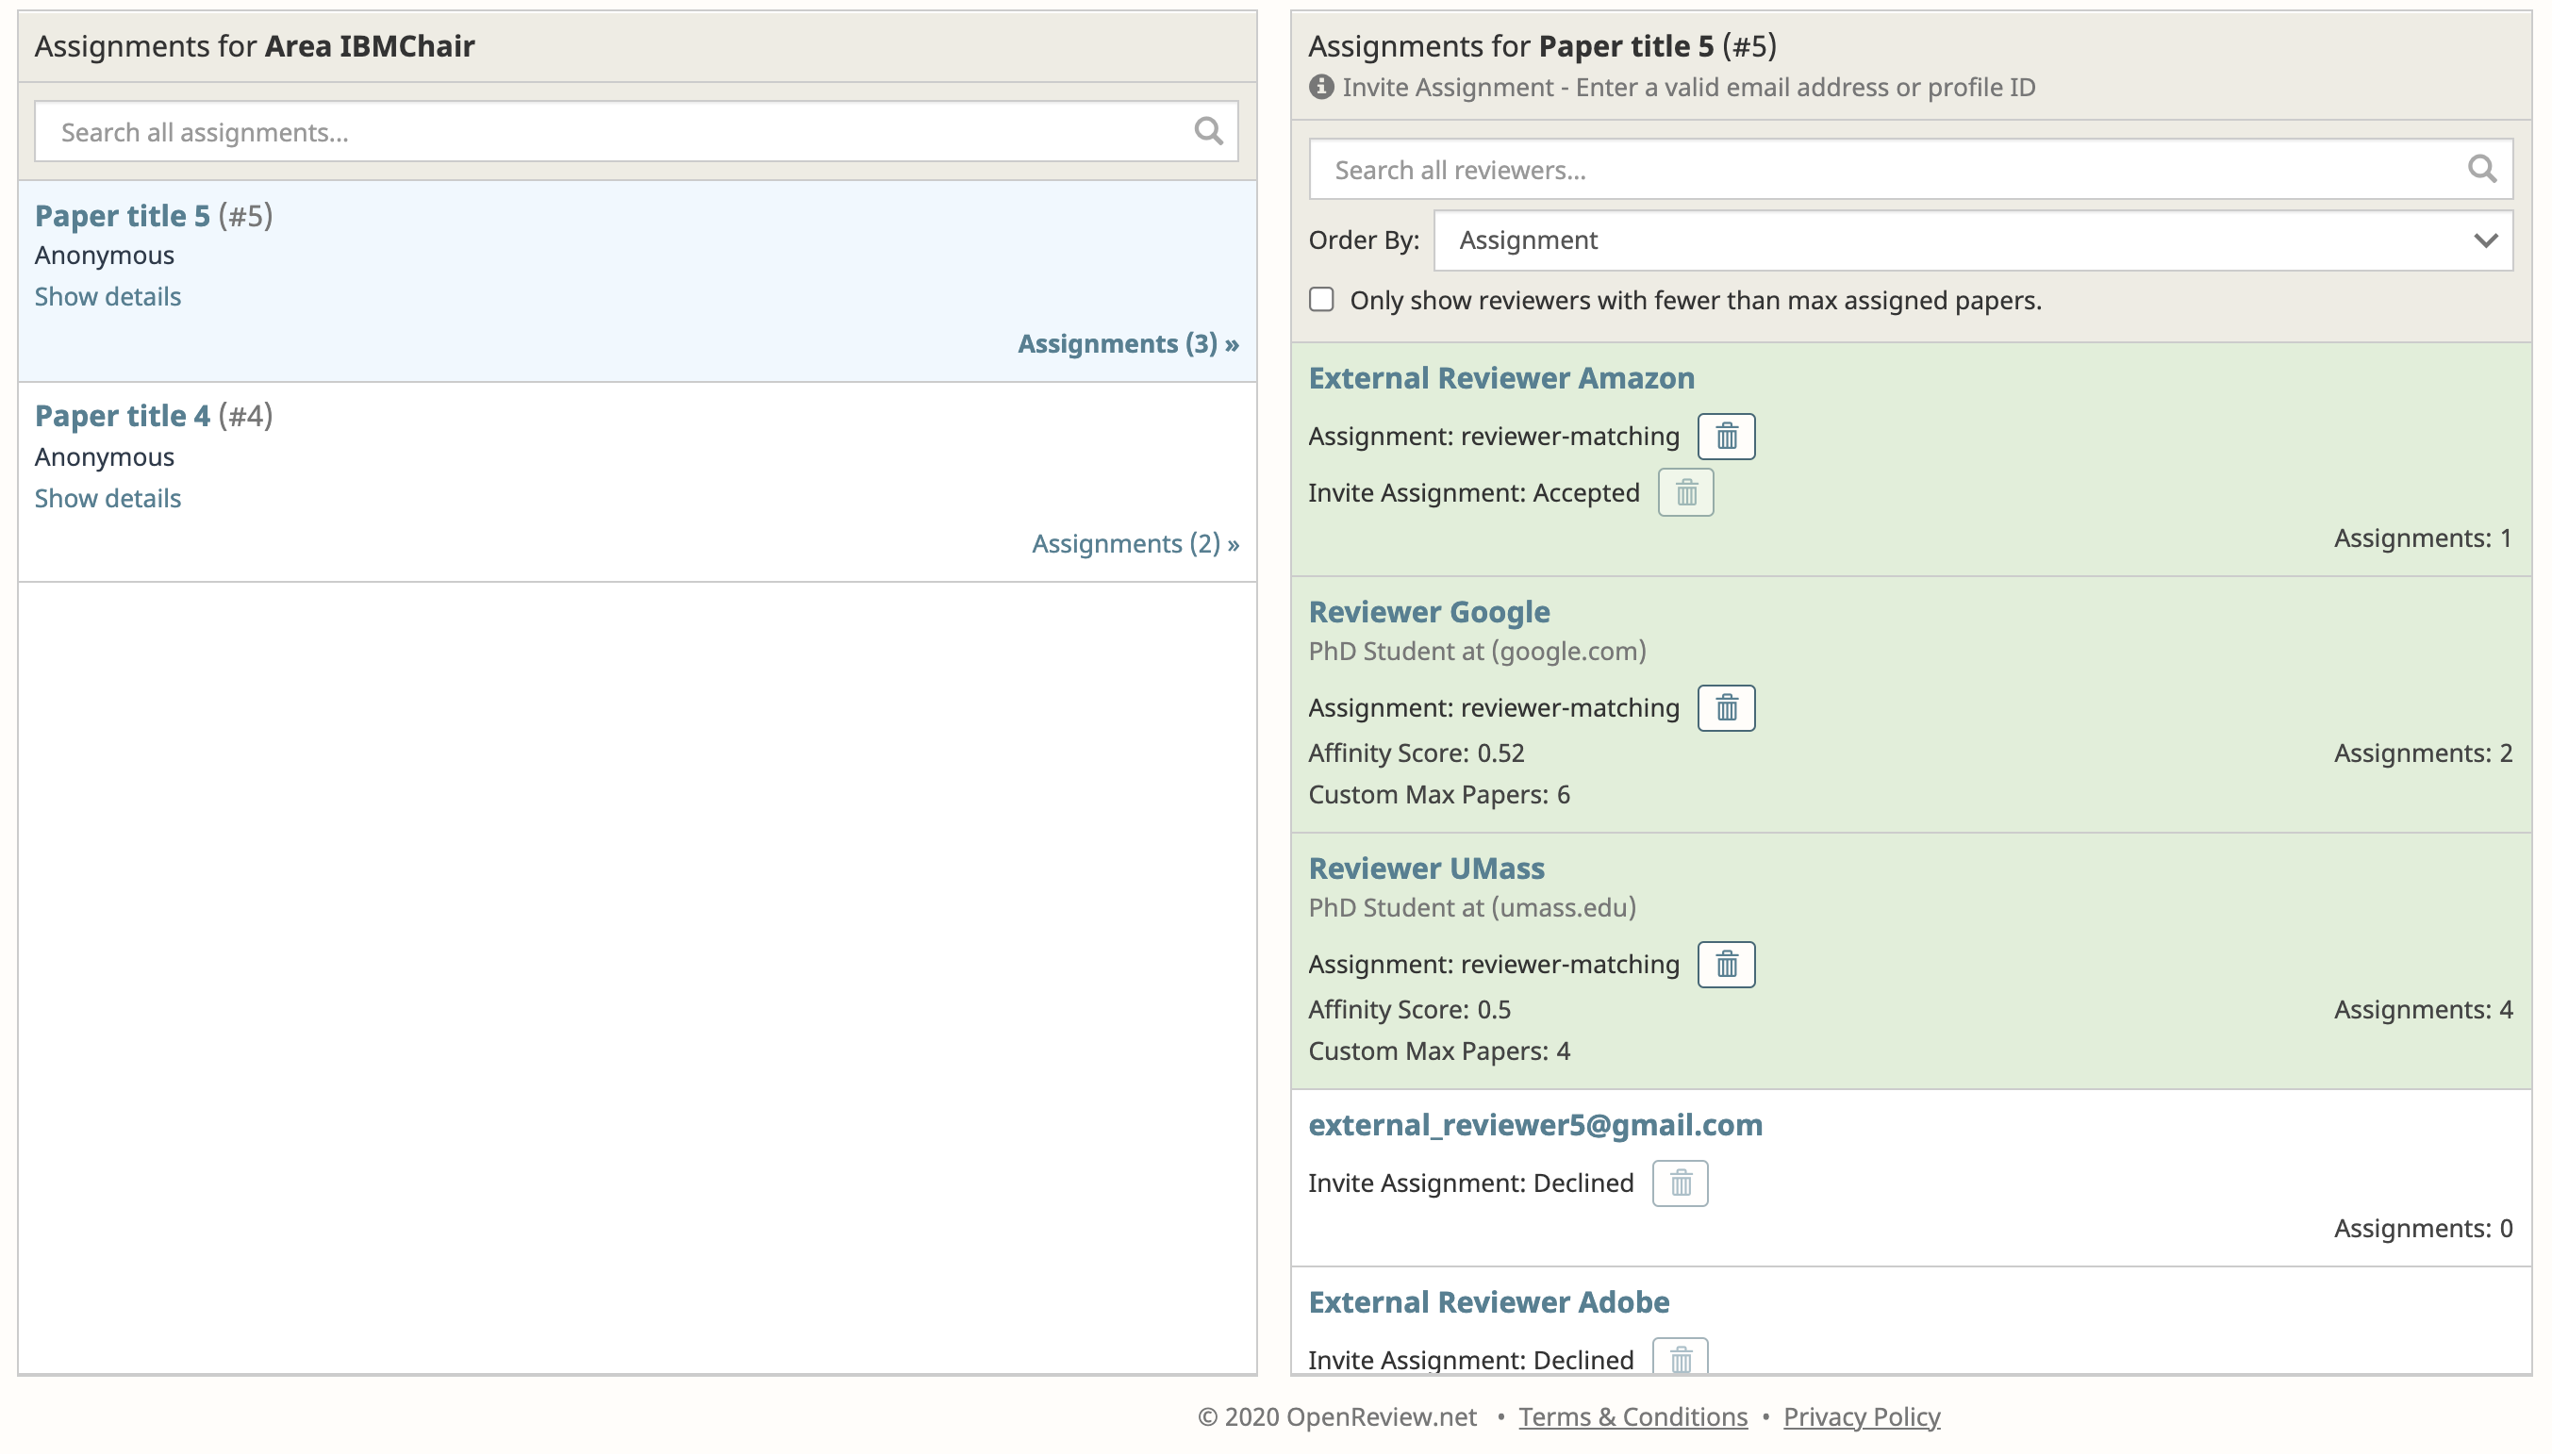 Assignments for Area IBMChair
Search all assignments...
Paper title 5 (#5)
Anonymous
Show details
Assignments (3) »
Paper title 4 (#4)
Anonymous
Show details
Assignments (2) »
Assignments for Paper title 5 (#5)
Invite Assignment - Enter a valid email address or profile ID
Search all reviewers...
Order By: Assignment
Only show reviewers with fewer than max assigned papers.
External Reviewer Amazon
Assignment: reviewer-matching
Invite Assignment: Accepted
Assignments: 1
Reviewer Google
PhD Student at (google.com)
Assignment: reviewer-matching
Affinity Score: 0.52
Assignments: 2
Custom Max Papers: 6
Reviewer UMass
PhD Student at (umass.edu)
Assignment: reviewer-matching
Affinity Score: 0.5
Assignments: 4
Custom Max Papers: 4
external_reviewer5@gmail.com
Invite Assignment: Declined
Assignments: 0
External Reviewer Adobe
Invite Assignment: Declined
© 2020 OpenReview.net • Terms & Conditions • Privacy Policy